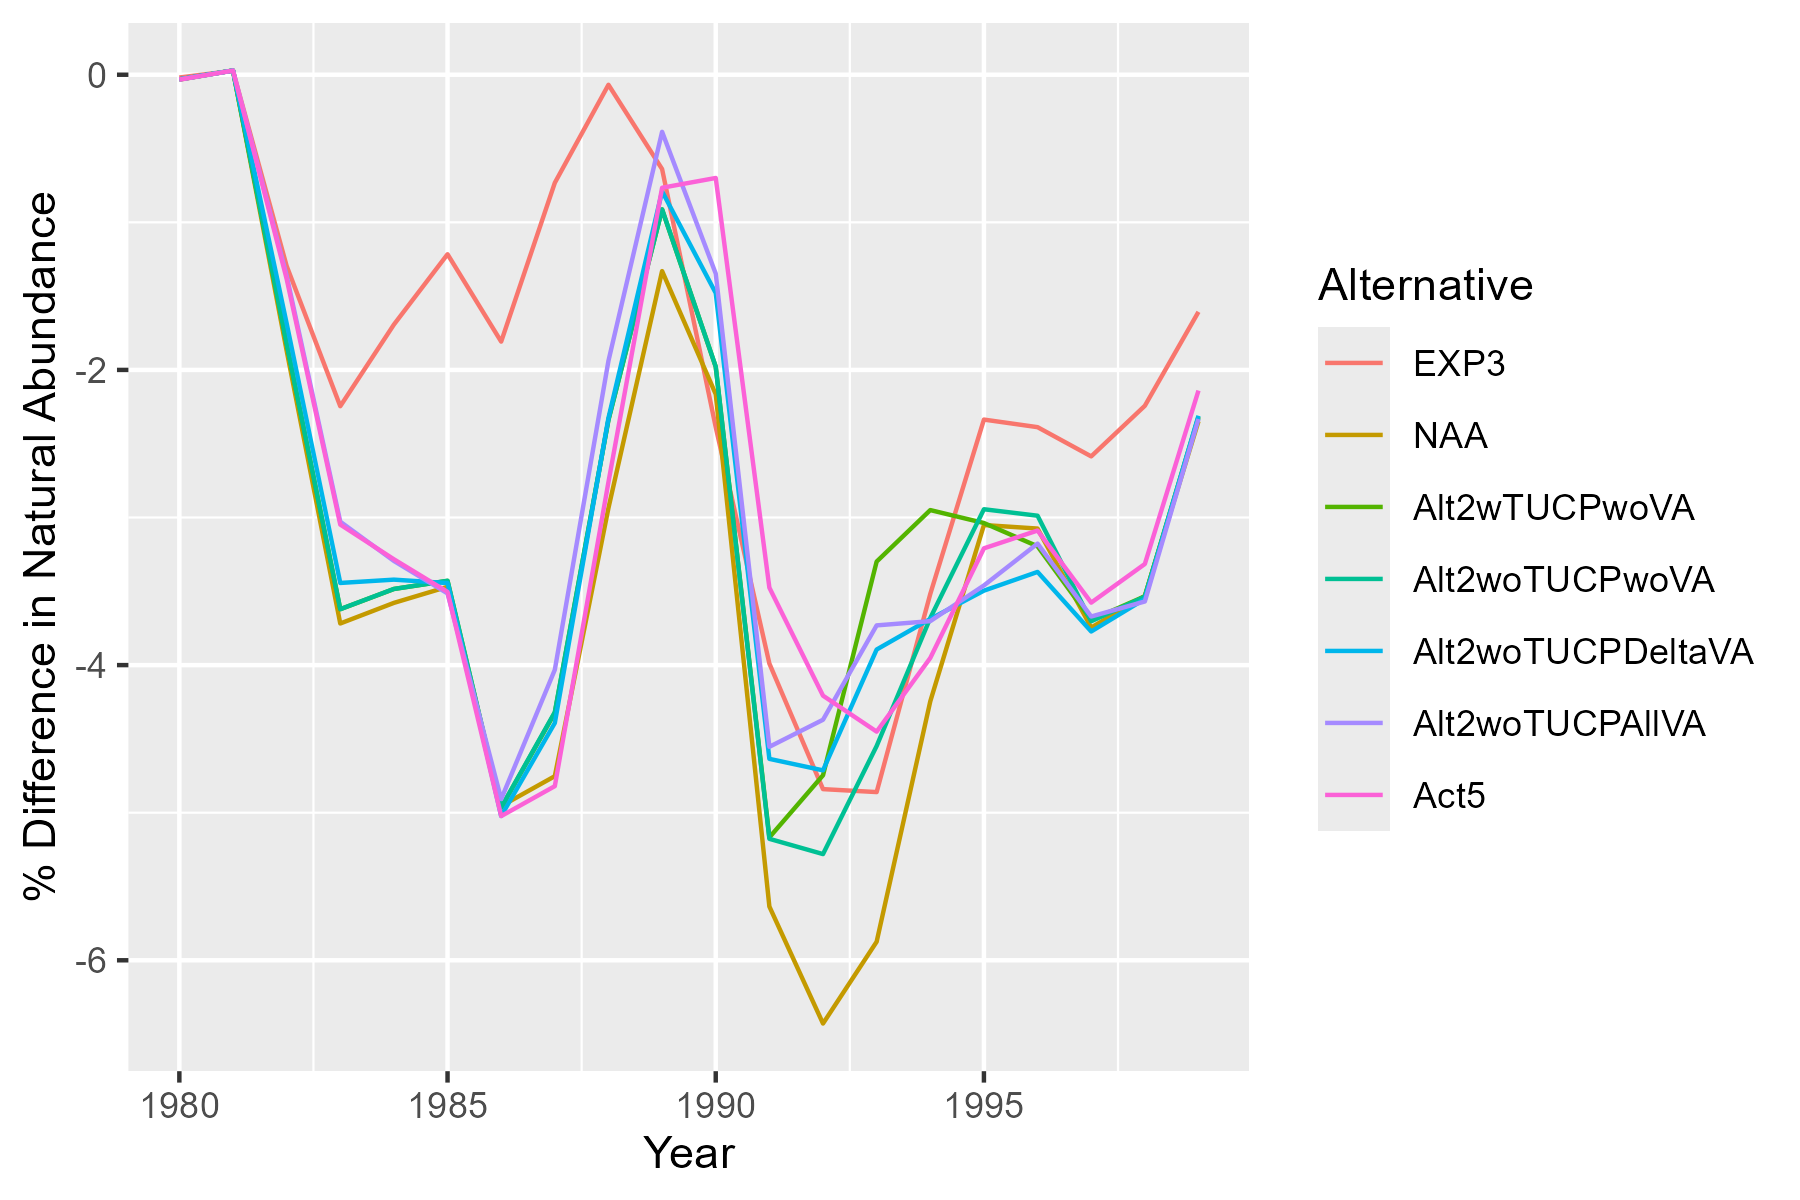 % Difference in Natural Abundance
0
-2
-4
-6
1980
1985
1990
1995
Year
Alternative
EXP3
NAA
Alt2wTUCPwoVA
Alt2woTUCPwoVA
Alt2woTUCPDeltaVA
Alt2woTUCPAllVA
Act5